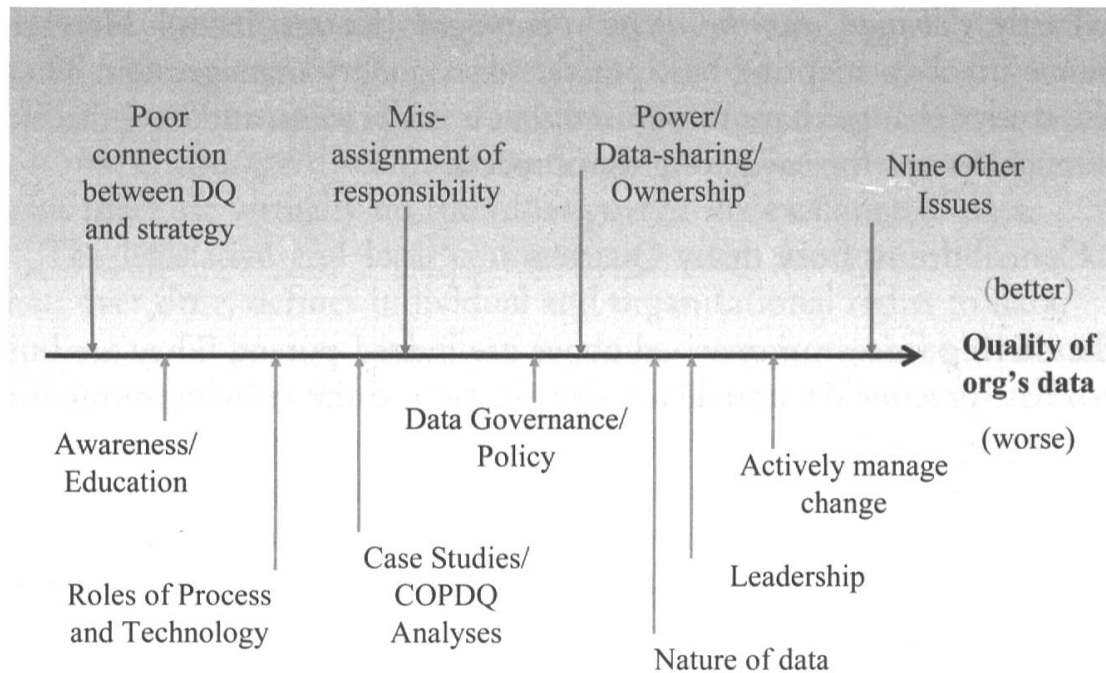 Poor
connection
between DQ
and strategy
Mis-
assignment of
responsibility
Power/
Data-sharing/
Ownership
Nine Other
Issues
(better)
Quality of
org's data
(worse)
Awareness/
Education
Roles of Process
and Technology
Case Studies/
COPDQ
Analyses
Data Governance/
Policy
Nature of data
Leadership
Actively manage
change